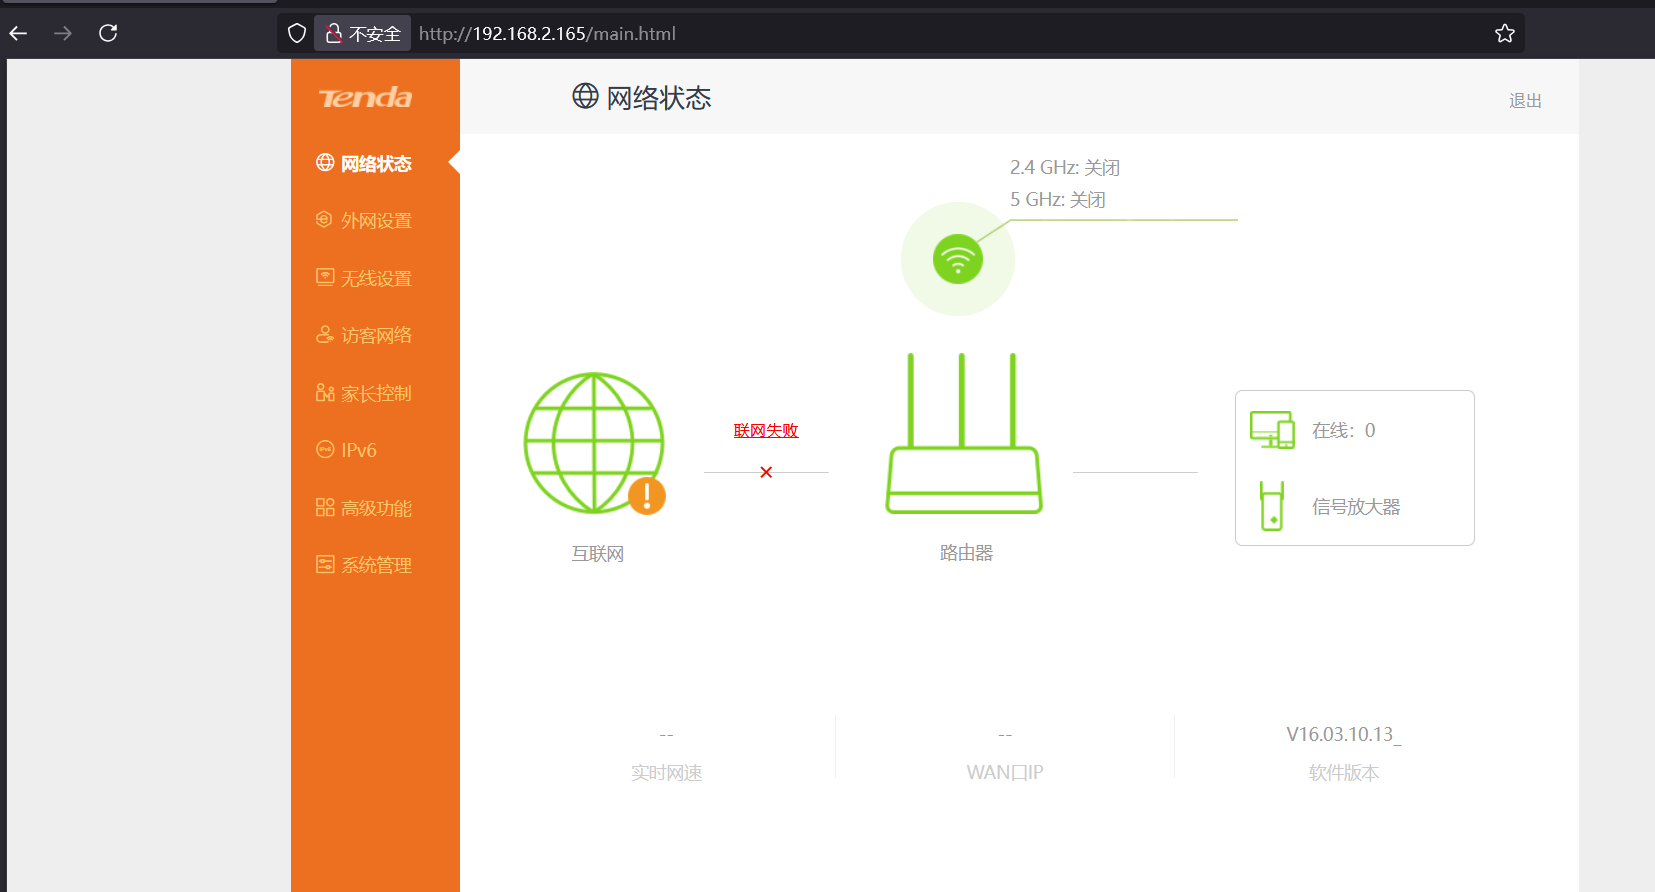 不安全 http://192.168.2.165/main.html
Tenda
网络状态
外网设置
无线设置
访客网络
家长控制
IPv6
高级功能
系统管理
网络状态
退出
2.4 GHz: 关闭
5 GHz: 关闭
联网失败
互联网
路由器
在线：0
信号放大器
--
实时网速
--
WAN口IP
V16.03.10.13_
软件版本